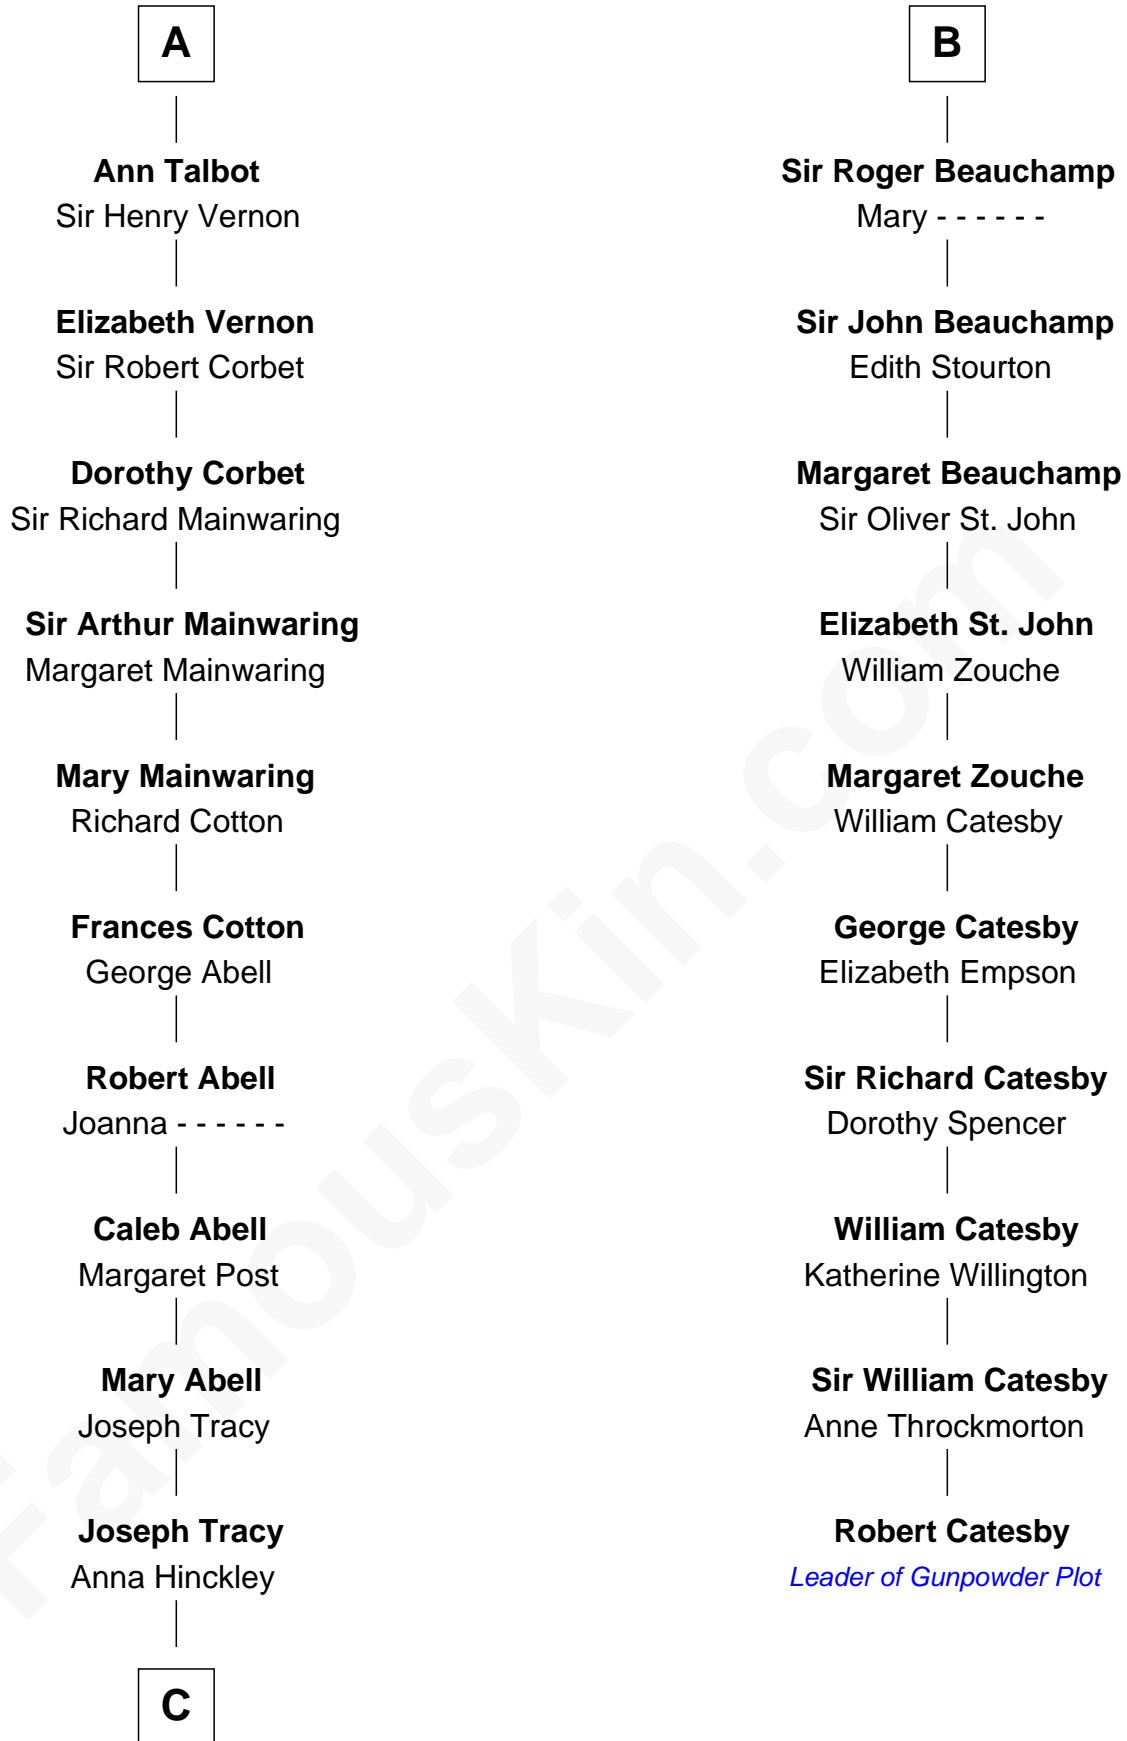 A
Ann Talbot
Sir Henry Vernon
Elizabeth Vernon
Sir Robert Corbet
Dorothy Corbet
Sir Richard Mainwaring
Sir Arthur Mainwaring
Margaret Mainwaring
Mary Mainwaring
Richard Cotton
Frances Cotton
George Abell
Robert Abell
Joanna - - - - - -
Caleb Abell
Margaret Post
Mary Abell
Joseph Tracy
Joseph Tracy
Anna Hinckley
C
B
Sir Roger Beauchamp
Mary - - - - - -
Sir John Beauchamp
Edith Stourton
Margaret Beauchamp
Sir Oliver St. John
Elizabeth St. John
William Zouche
Margaret Zouche
William Catesby
George Catesby
Elizabeth Empson
Sir Richard Catesby
Dorothy Spencer
William Catesby
Katherine Willington
Sir William Catesby
Anne Throckmorton
Robert Catesby
Leader of Gunpowder Plot
FamousKin.com